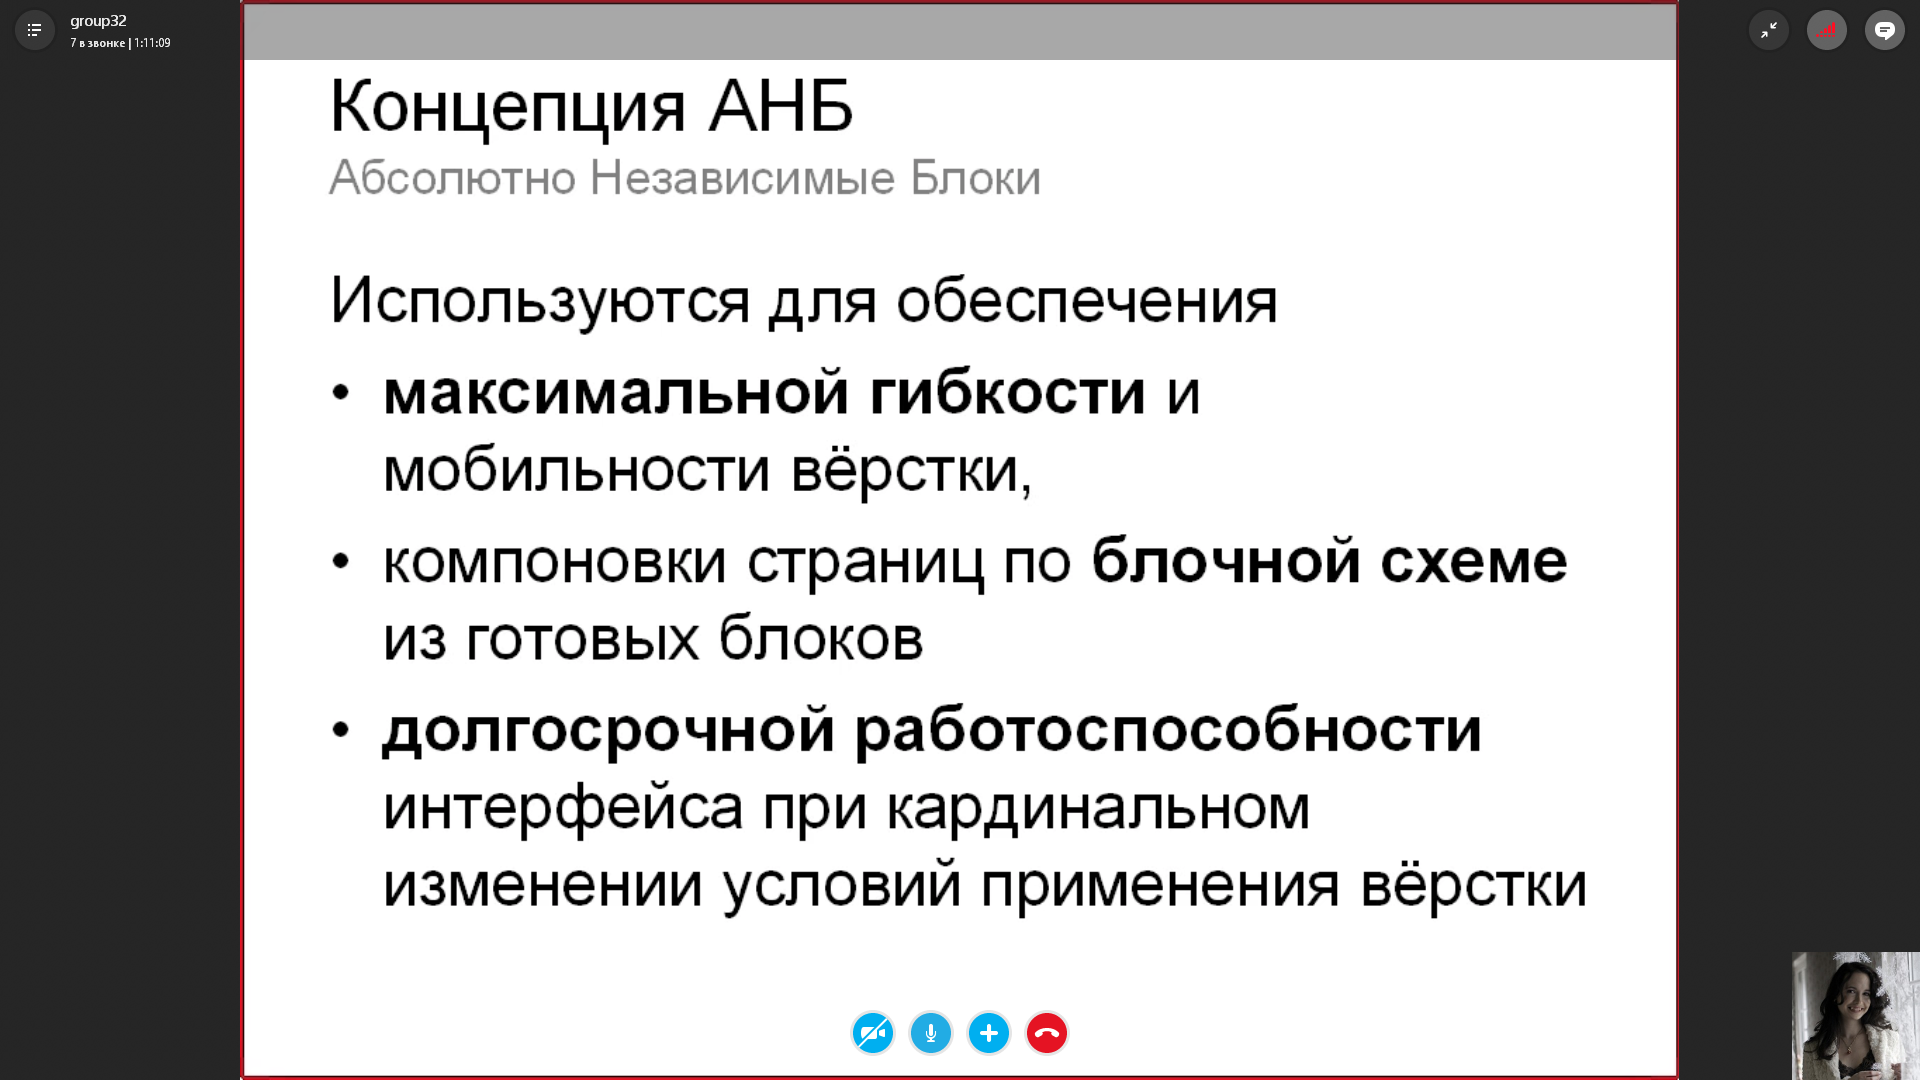 group32
7 в звонке | 1:11:09
Концепция АНБ
Абсолютно Независимые Блоки
Используются для обеспечения
• максимальной гибкости и
мобильности вёрстки,
• компоновки страниц по блочной схеме
из готовых блоков
• долгосрочной работоспособности
интерфейса при кардинальном
изменении условий применения вёрстки